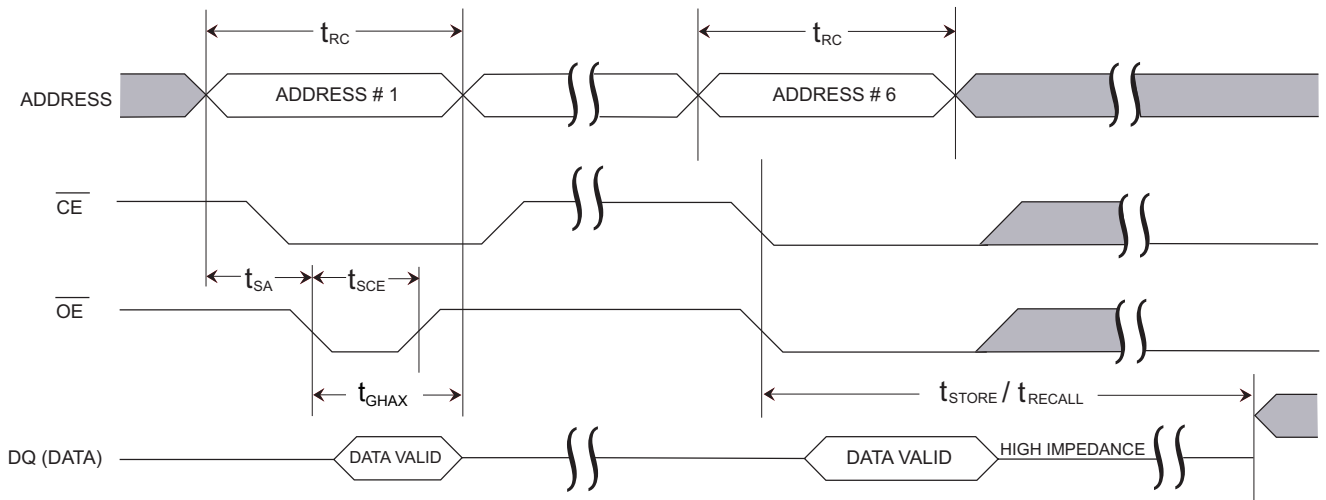 tRC tRC
ADDRESS ADDRESS # 1 ADDRESS # 6
CE
tSA tSCE
OE
tGHAX tSTORE / tRECALL
DQ (DATA) DATA VALID DATA VALID HIGH IMPEDANCE